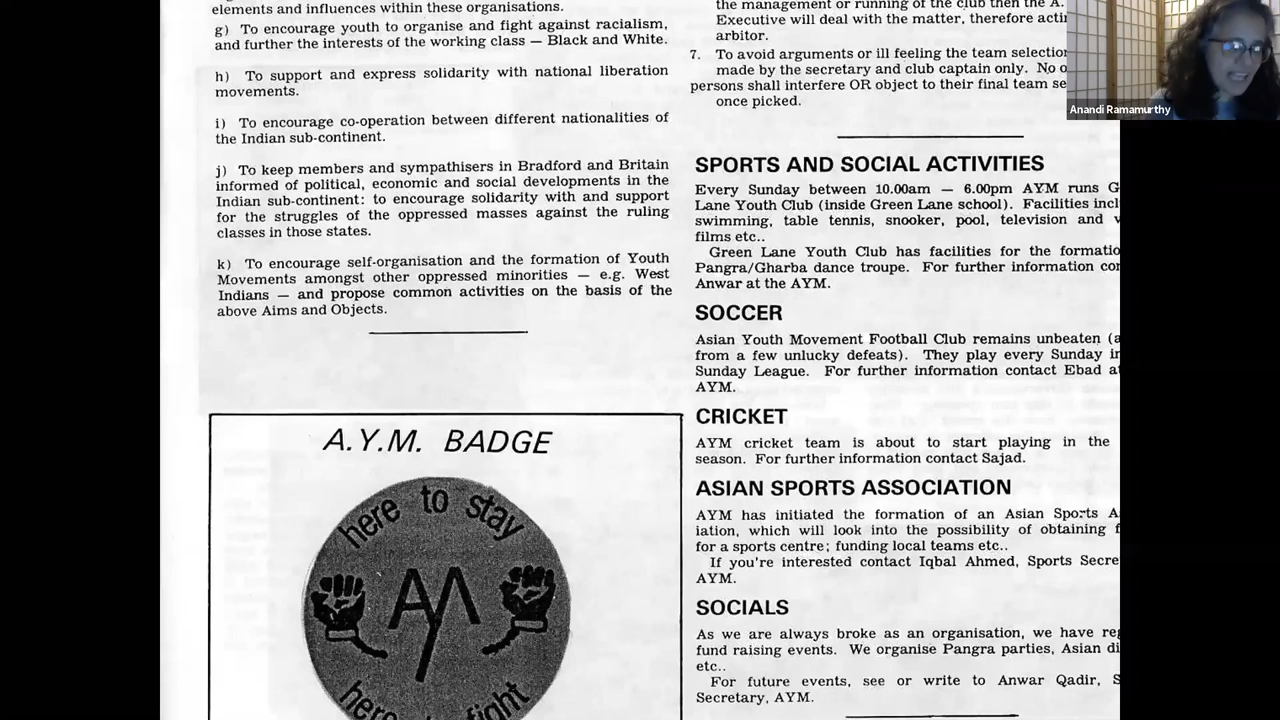 elements and influences within these organisations.
g) To encourage youth to organise and fight against racialism,
and further the interests of the working class — Black and White.
h) To support and express solidarity with national liberation
movements.
i) To encourage co-operation between different nationalities of
the Indian sub-continent.
j) To keep members and sympathisers in Bradford and Britain
informed of political, economic and social developments in the
Indian sub-continent: to encourage solidarity with and support
for the struggles of the oppressed masses against the ruling
classes in those states.
k) To encourage self-organisation and the formation of Youth
Movements amongst other oppressed minorities — e.g. West
Indians — and propose common activities on the basis of the
above Aims and Objects.
A.Y.M. BADGE
here to stay
AYM
here to fight
the management or running of the club then the A.
Executive will deal with the matter, therefore acti
arbitor.
7. To avoid arguments or ill feeling the team selection
made by the secretary and club captain only. No o
persons shall interfere OR object to their final team se
once picked.
SPORTS AND SOCIAL ACTIVITIES
Every Sunday between 10.00am — 6.00pm AYM runs G
Lane Youth Club (inside Green Lane school). Facilities incl
swimming, table tennis, snooker, pool, television and v
films etc..
Green Lane Youth Club has facilities for the formatio
Pangra/Gharba dance troupe. For further information con
Anwar at the AYM.
SOCCER
Asian Youth Movement Football Club remains unbeaten (a
from a few unlucky defeats). They play every Sunday in
Sunday League. For further information contact Ebad at
AYM.
CRICKET
AYM cricket team is about to start playing in the
season. For further information contact Sajad.
ASIAN SPORTS ASSOCIATION
AYM has initiated the formation of an Asian Sports A
iation, which will look into the possibility of obtaining f
for a sports centre; funding local teams etc..
If you're interested contact Iqbal Ahmed, Sports Secre
AYM.
SOCIALS
As we are always broke as an organisation, we have reg
fund raising events. We organise Pangra parties, Asian di
etc..
For future events, see or write to Anwar Qadir, S
Secretary, AYM.
Anandi Ramamurthy